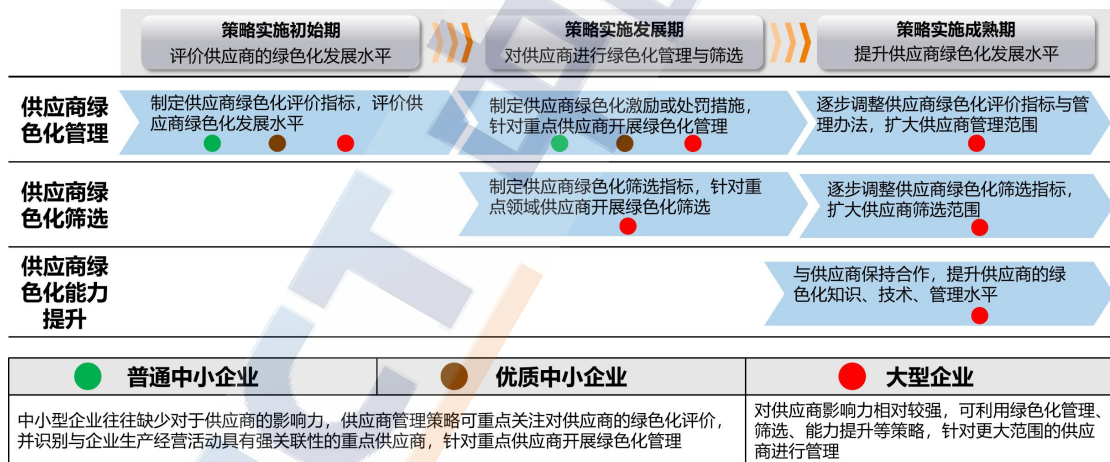 策略实施初始期
评价供应商的绿色化发展水平
策略实施发展期
对供应商进行绿色化管理与筛选
策略实施成熟期
提升供应商绿色化发展水平
供应商绿
色化管理
制定供应商绿色化评价指标，评价供
应商绿色化发展水平
制定供应商绿色化激励或处罚措施，
针对重点供应商开展绿色化管理
逐步调整供应商绿色化评价指标与管
理办法，扩大供应商管理范围
供应商绿
色化筛选
制定供应商绿色化筛选指标，针对重
点领域供应商开展绿色化筛选
逐步调整供应商绿色化筛选指标，
扩大供应商筛选范围
供应商绿
色化能力
提升
与供应商保持合作，提升供应商的绿
色化知识、技术、管理水平
普通中小企业
优质中小企业
大型企业
中小型企业往往缺少对于供应商的影响力，供应商管理策略可重点关注对供应商的绿色化评价，
并识别与企业生产经营活动具有强关联性的重点供应商，针对重点供应商开展绿色化管理
对供应商影响力相对较强，可利用绿色化管理、
筛选、能力提升等策略，针对更大范围的供应
商进行管理